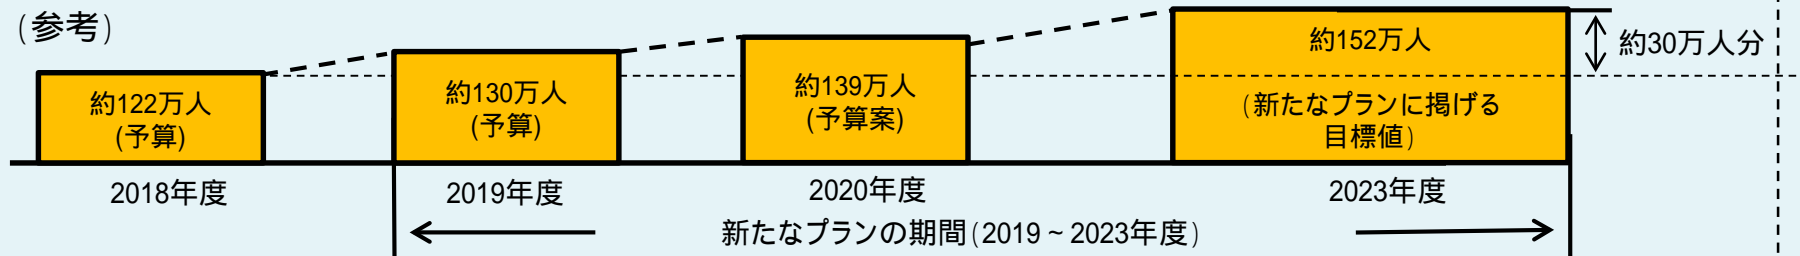 (参考)
約152万人
約30万人分
約139万人
(予算案)
約130万人
(予算)
約122万人
(予算)
(新たなプランに掲げる
目標値)
2018年度
2019年度
2020年度
2023年度
新たなプランの期間(2019~2023年度)